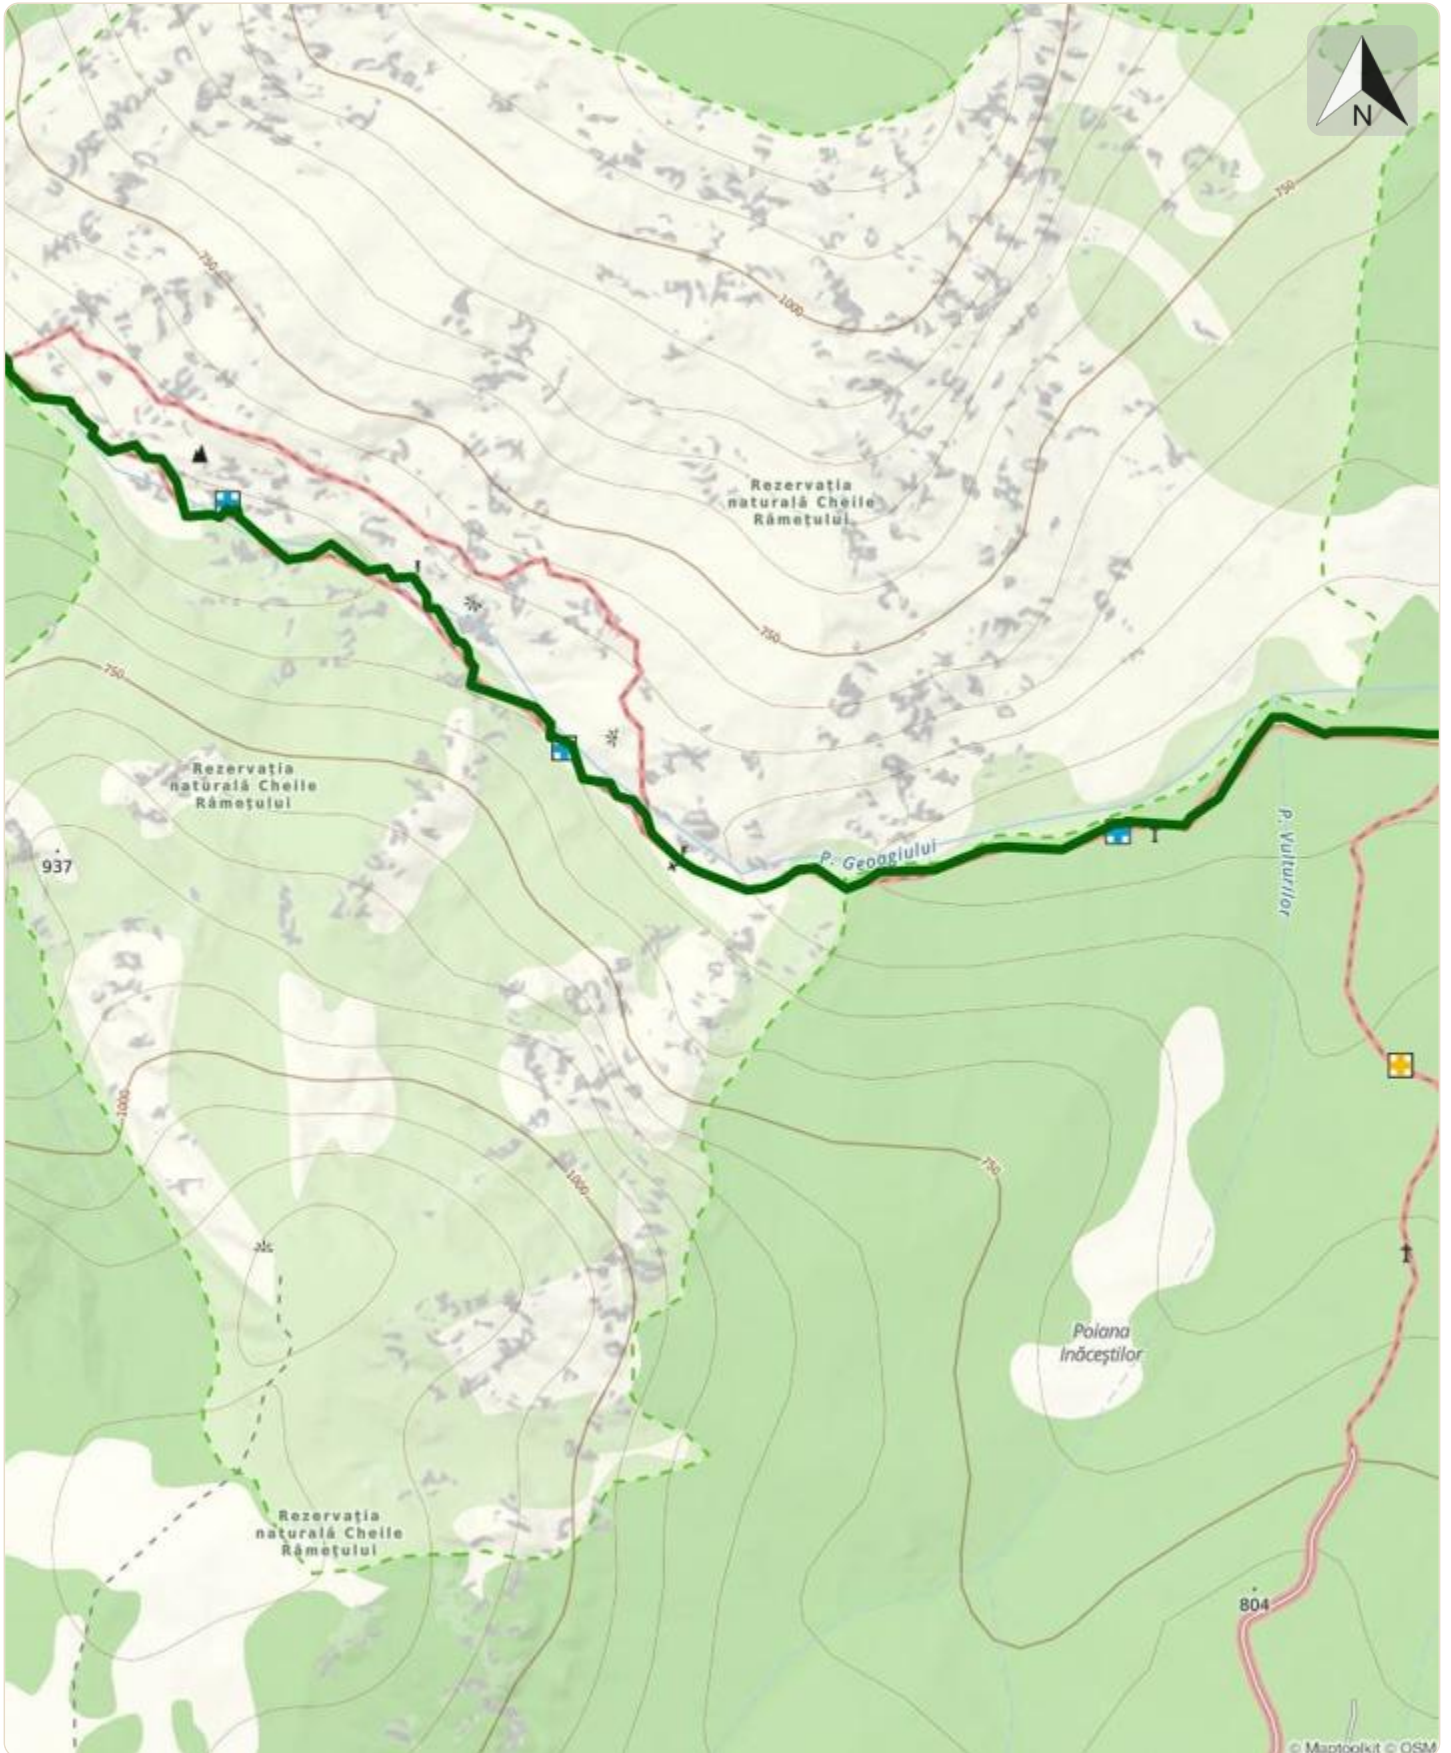 N
750
750
1000
Rezervația
naturală Cheile
Râmețului
750
750
Rezervația
naturală Cheile
Râmețului
937
P. Geoagiului
P. Vulturilor
1000
750
1000
Poiana
Inăceștilor
Rezervația
naturală Cheile
Râmețului
804
© Maptoolkit © OSM